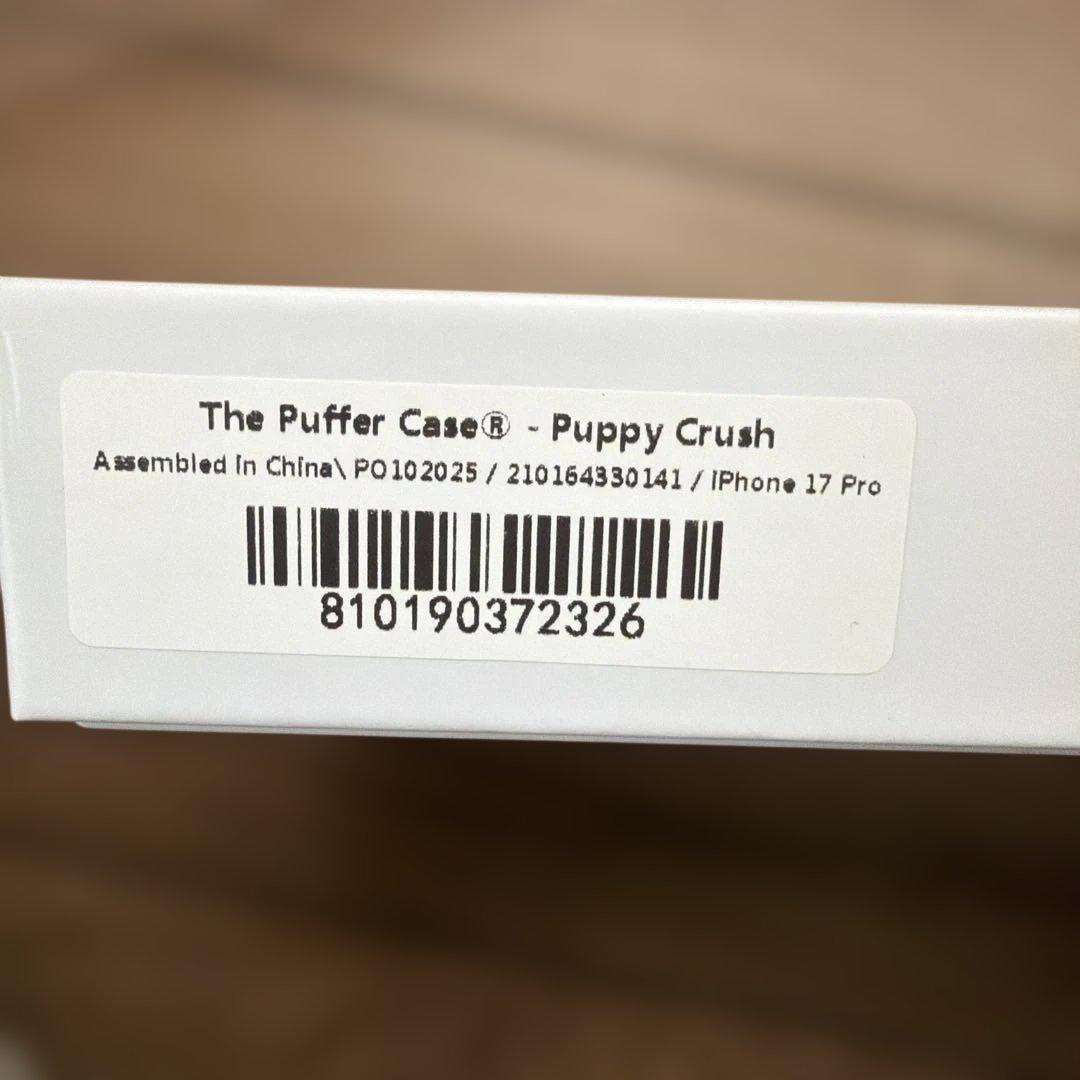 The Puffer Case® - Puppy Crush
Assembled in China\ PO102025 / 210164330141 / iPhone 17 Pro
810190372326